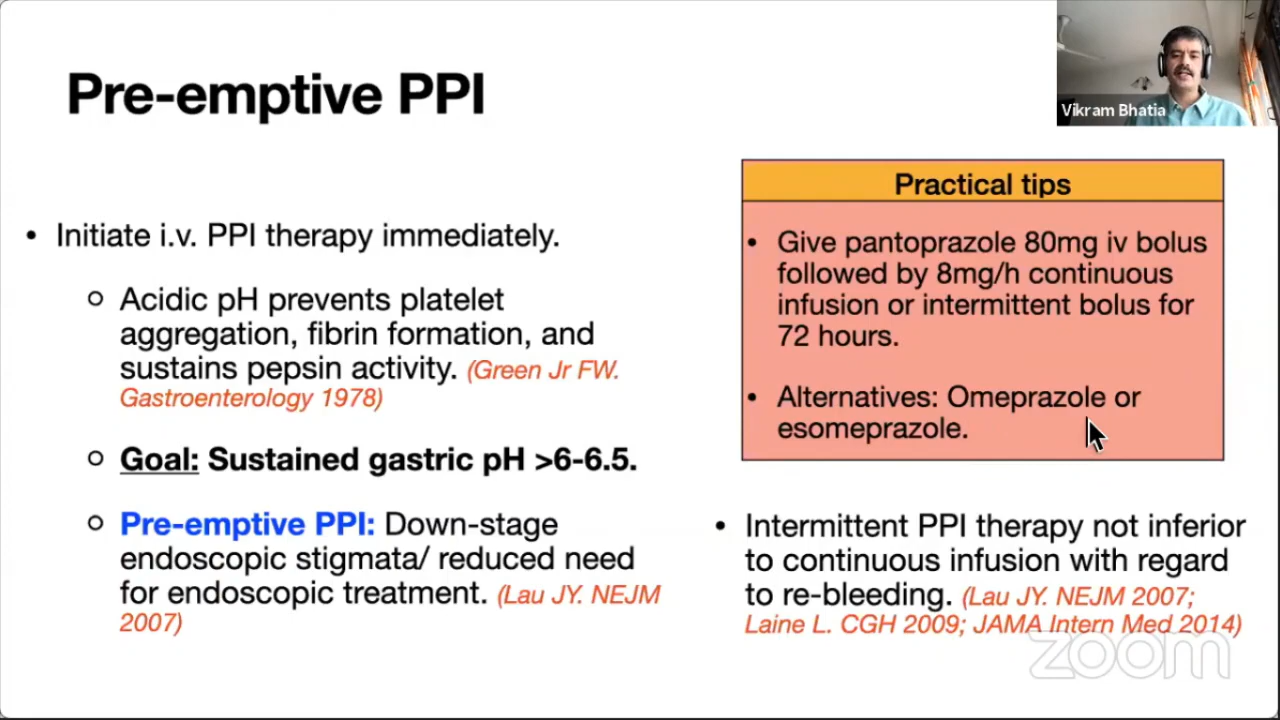 Pre-emptive PPI
Vikram Bhatia
• Initiate i.v. PPI therapy immediately.
Acidic pH prevents platelet
aggregation, fibrin formation, and
sustains pepsin activity. (Green Jr FW.
Gastroenterology 1978)
Goal: Sustained gastric pH >6-6.5.
Pre-emptive PPI: Down-stage
endoscopic stigmata/ reduced need
for endoscopic treatment. (Lau JY. NEJM
2007)
Practical tips
• Give pantoprazole 80mg iv bolus
followed by 8mg/h continuous
infusion or intermittent bolus for
72 hours.
• Alternatives: Omeprazole or
esomeprazole.
• Intermittent PPI therapy not inferior
to continuous infusion with regard
to re-bleeding. (Lau JY. NEJM 2007;
Laine L. CGH 2009; JAMA Intern Med 2014)
zoom